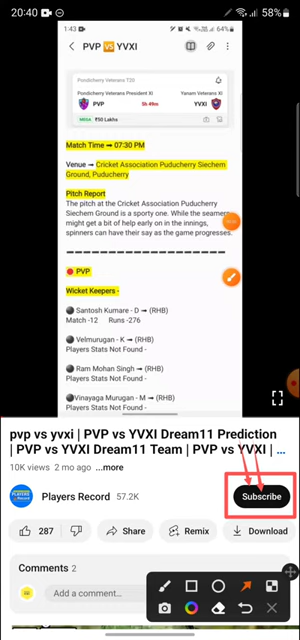 20:40
58%
1:43
64%
PVP 🆚 YVXI
Pondicherry Veterans T20
Pondicherry Veterans President XI
Yanam Veterans XI
PVP
5h 49m
YVXI
MEGA ₹50 Lakhs
Match Time ➞ 07:30 PM
Venue ➞ Cricket Association Puducherry Siechem
Ground, Puducherry
Pitch Report
The pitch at the Cricket Association Puducherry
Siechem Ground is a sporty one. While the seamers
might get a bit of help early on in the innings,
spinners can have their say as the game progresses.
🔴 PVP
Wicket Keepers -
⚫ Santosh Kumare - D ➞ (RHB)
Match -12 Runs -276
⚫ Velmurugan - K ➞ (RHB)
Players Stats Not Found -
⚫ Ram Mohan Singh ➞ (RHB)
Players Stats Not Found -
⚫Vinayaga Murugan - M ➞ (RHB)
Players Stats Not Found -
pvp vs yvxi | PVP vs YVXI Dream11 Prediction
| PVP vs YVXI Dream11 Team | PVP vs YVXI | ...
10K views 2 mo ago ...more
PLAYERS
Players Record 57.2K
Subscribe
287
Share
Remix
Download
Comments 2
Add a comment...